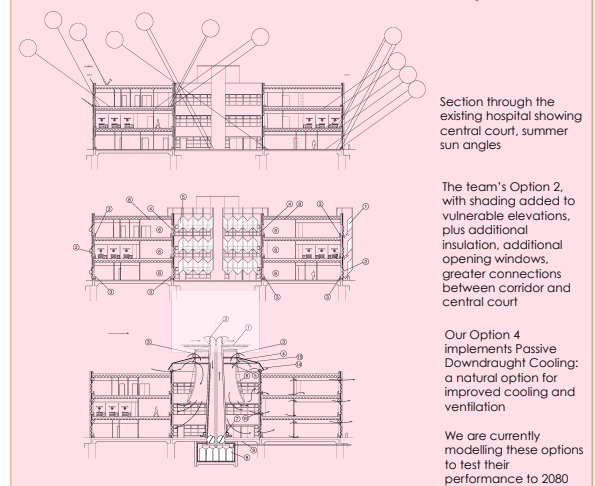 Section through the
existing hospital showing
central court, summer
sun angles
The team's Option 2,
with shading added to
vulnerable elevations,
plus additional
insulation, additional
opening windows,
greater connections
between corridor and
central court
Our Option 4
implements Passive
Downdraught Cooling:
a natural option for
improved cooling and
ventilation
We are currently
modelling these options
to test their
performance to 2080